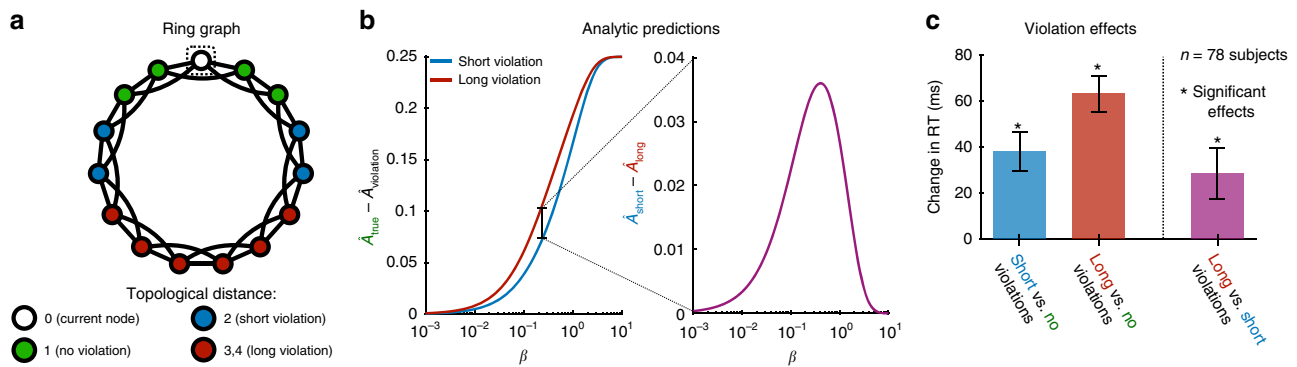 a
Ring graph
Topological distance:
0 (current node)
2 (short violation)
1 (no violation)
3,4 (long violation)
b
Analytic predictions
Âtrue – Âviolation
0.25
0.2
0.15
0.1
0.05
0
Short violation
Long violation
10⁻³ 10⁻² 10⁻¹ 10⁰ 10¹
β
Âshort – Âlong
0.04
0.03
0.02
0.01
0
10⁻³ 10⁻² 10⁻¹ 10⁰ 10¹
β
c
Violation effects
Change in RT (ms)
80
60
40
20
0
*
*
*
n = 78 subjects
* Significant
effects
Short vs. no
violations
Long vs. no
violations
Long vs. short
violations